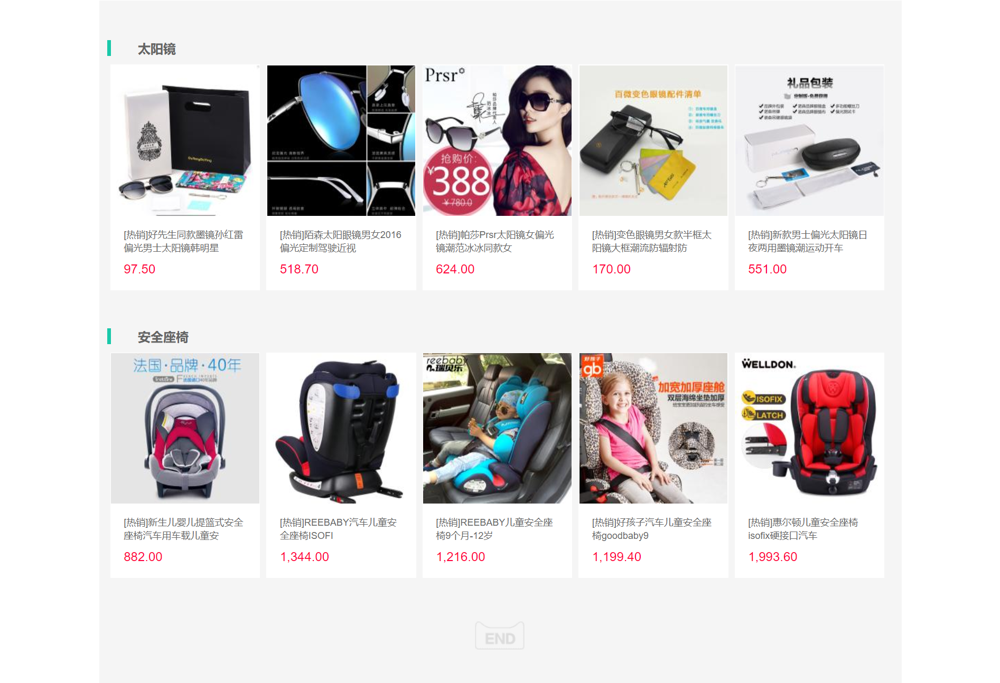 太阳镜
OuYangDuYing
Prsr
抢购价:
¥388
¥780.0
百微变色眼镜配件清单
礼品包装
[热销]好先生同款墨镜孙红雷
偏光男士太阳镜韩明星
97.50
[热销]陌森太阳眼镜男女2016
偏光定制驾驶近视
518.70
[热销]帕莎Prsr太阳镜女偏光
镜潮范冰冰同款女
624.00
[热销]变色眼镜男女款半框太
阳镜大框潮流防辐射防
170.00
[热销]新款男士偏光太阳镜日
夜两用墨镜潮运动开车
551.00
安全座椅
法国·品牌·40年
reebaby
瑞贝乐
好孩子
gb
加宽加厚座舱
双层海绵坐垫加厚
WELLDON
ISOFIX
LATCH
[热销]新生儿婴儿提篮式安全
座椅汽车用车载儿童安
882.00
[热销]REEBABY汽车儿童安
全座椅ISOFI
1,344.00
[热销]REEBABY儿童安全座
椅9个月-12岁
1,216.00
[热销]好孩子汽车儿童安全座
椅goodbaby9
1,199.40
[热销]惠尔顿儿童安全座椅
isofix硬接口汽车
1,993.60
END